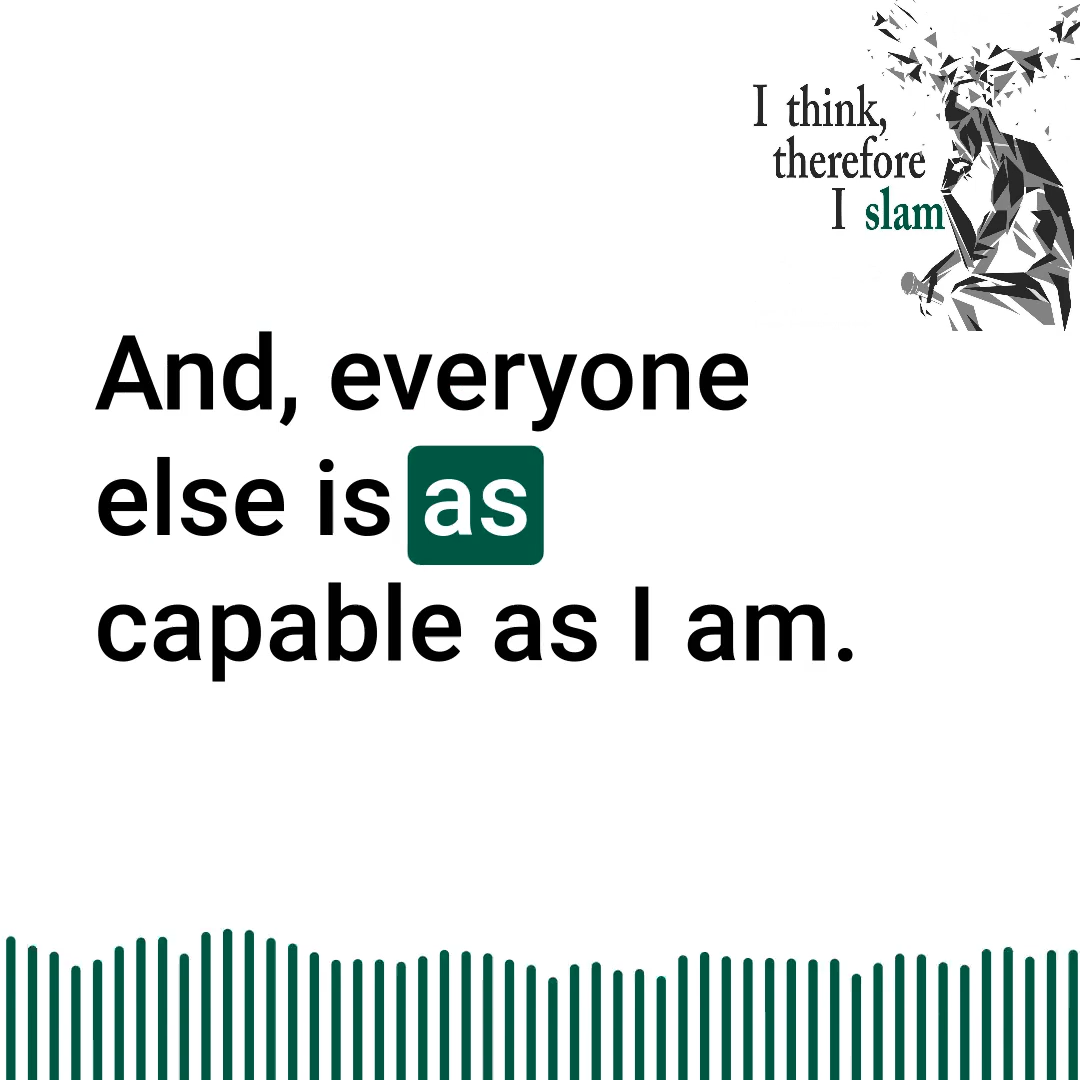 I think,
therefore
I slam
And, everyone
else is as
capable as I am.